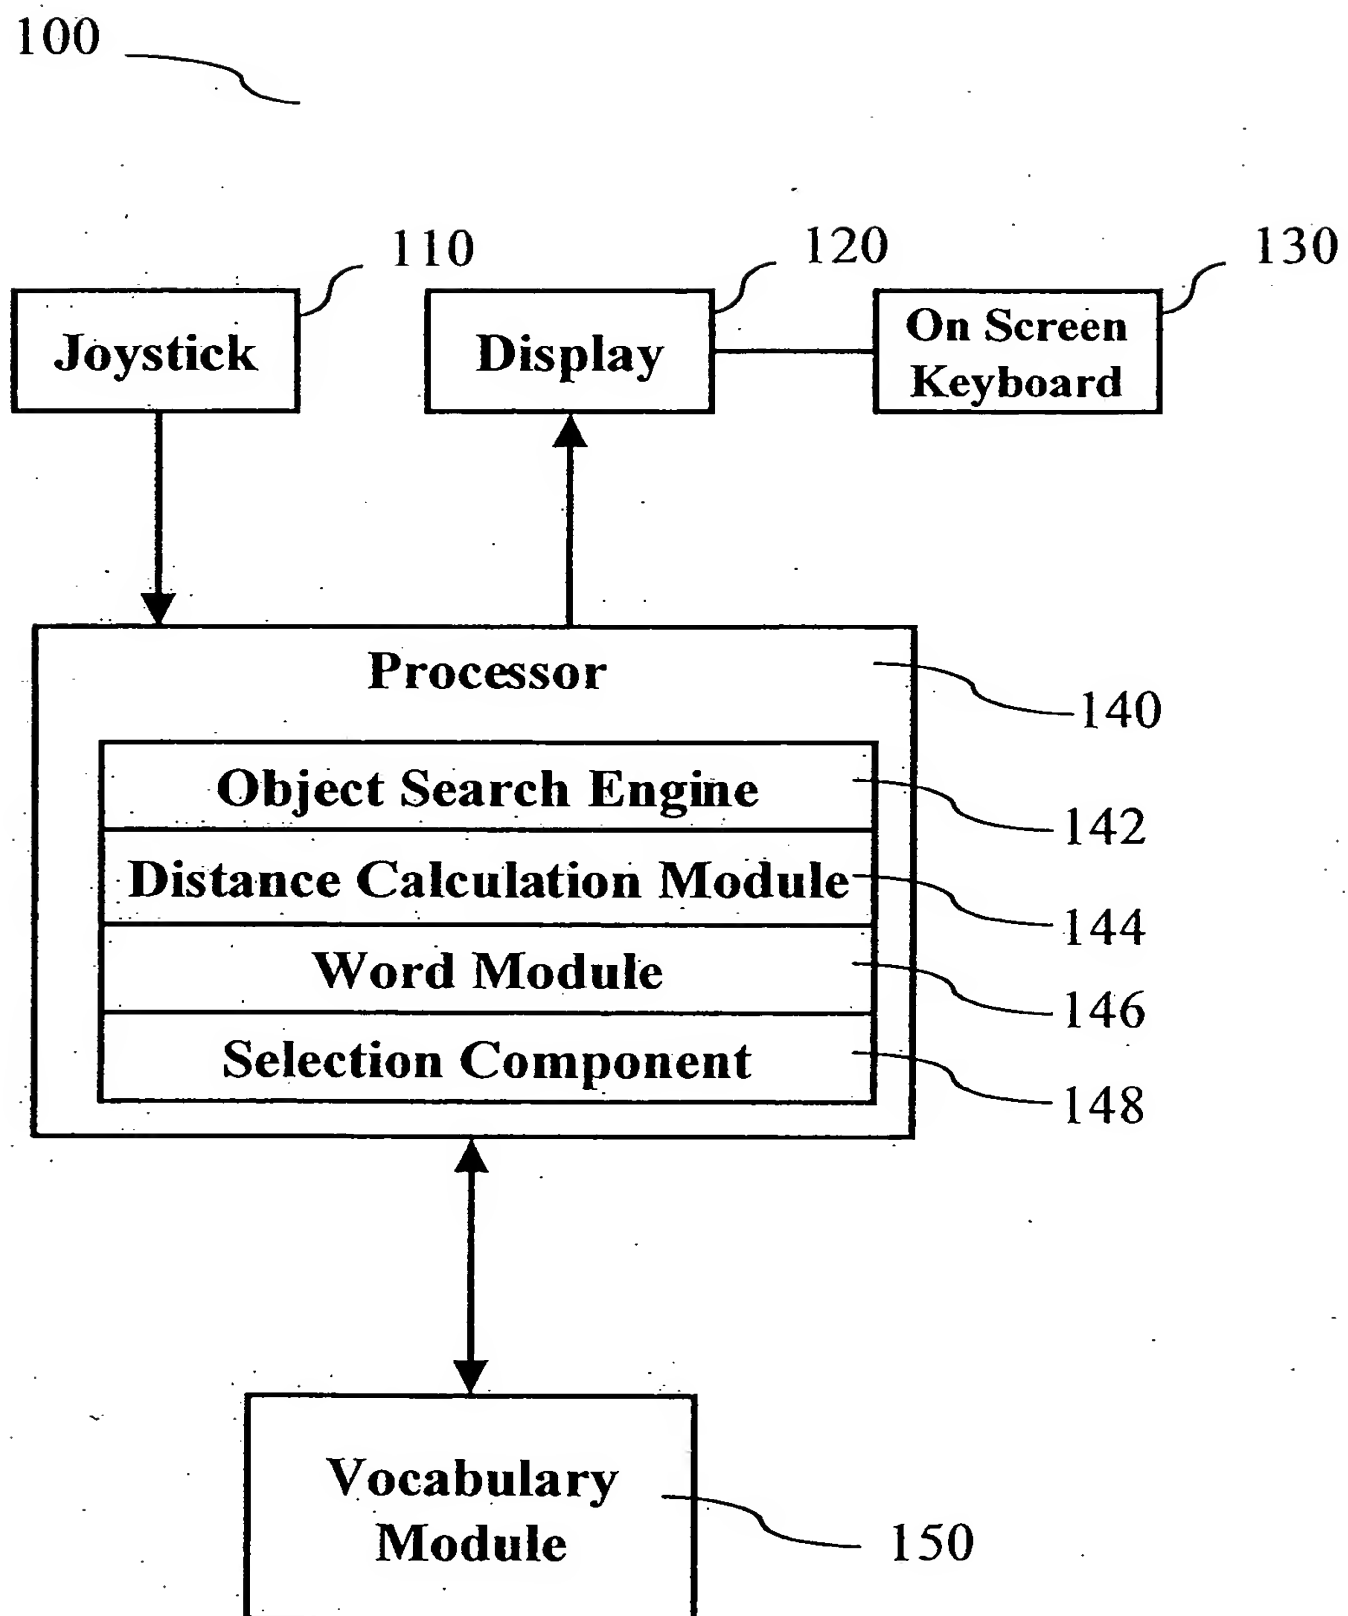 100
110
120
130
Joystick
Display
On Screen
Keyboard
Processor
140
Object Search Engine
142
Distance Calculation Module
144
Word Module
146
Selection Component
148
Vocabulary
Module
150